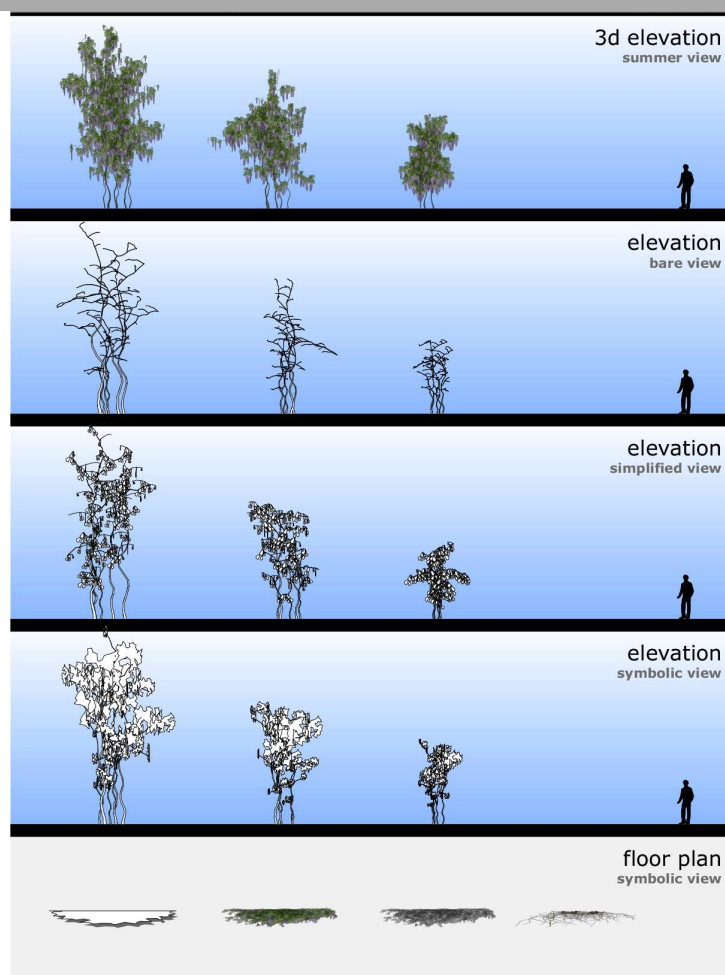 3d elevation
summer view
elevation
bare view
elevation
simplified view
elevation
symbolic view
floor plan
symbolic view